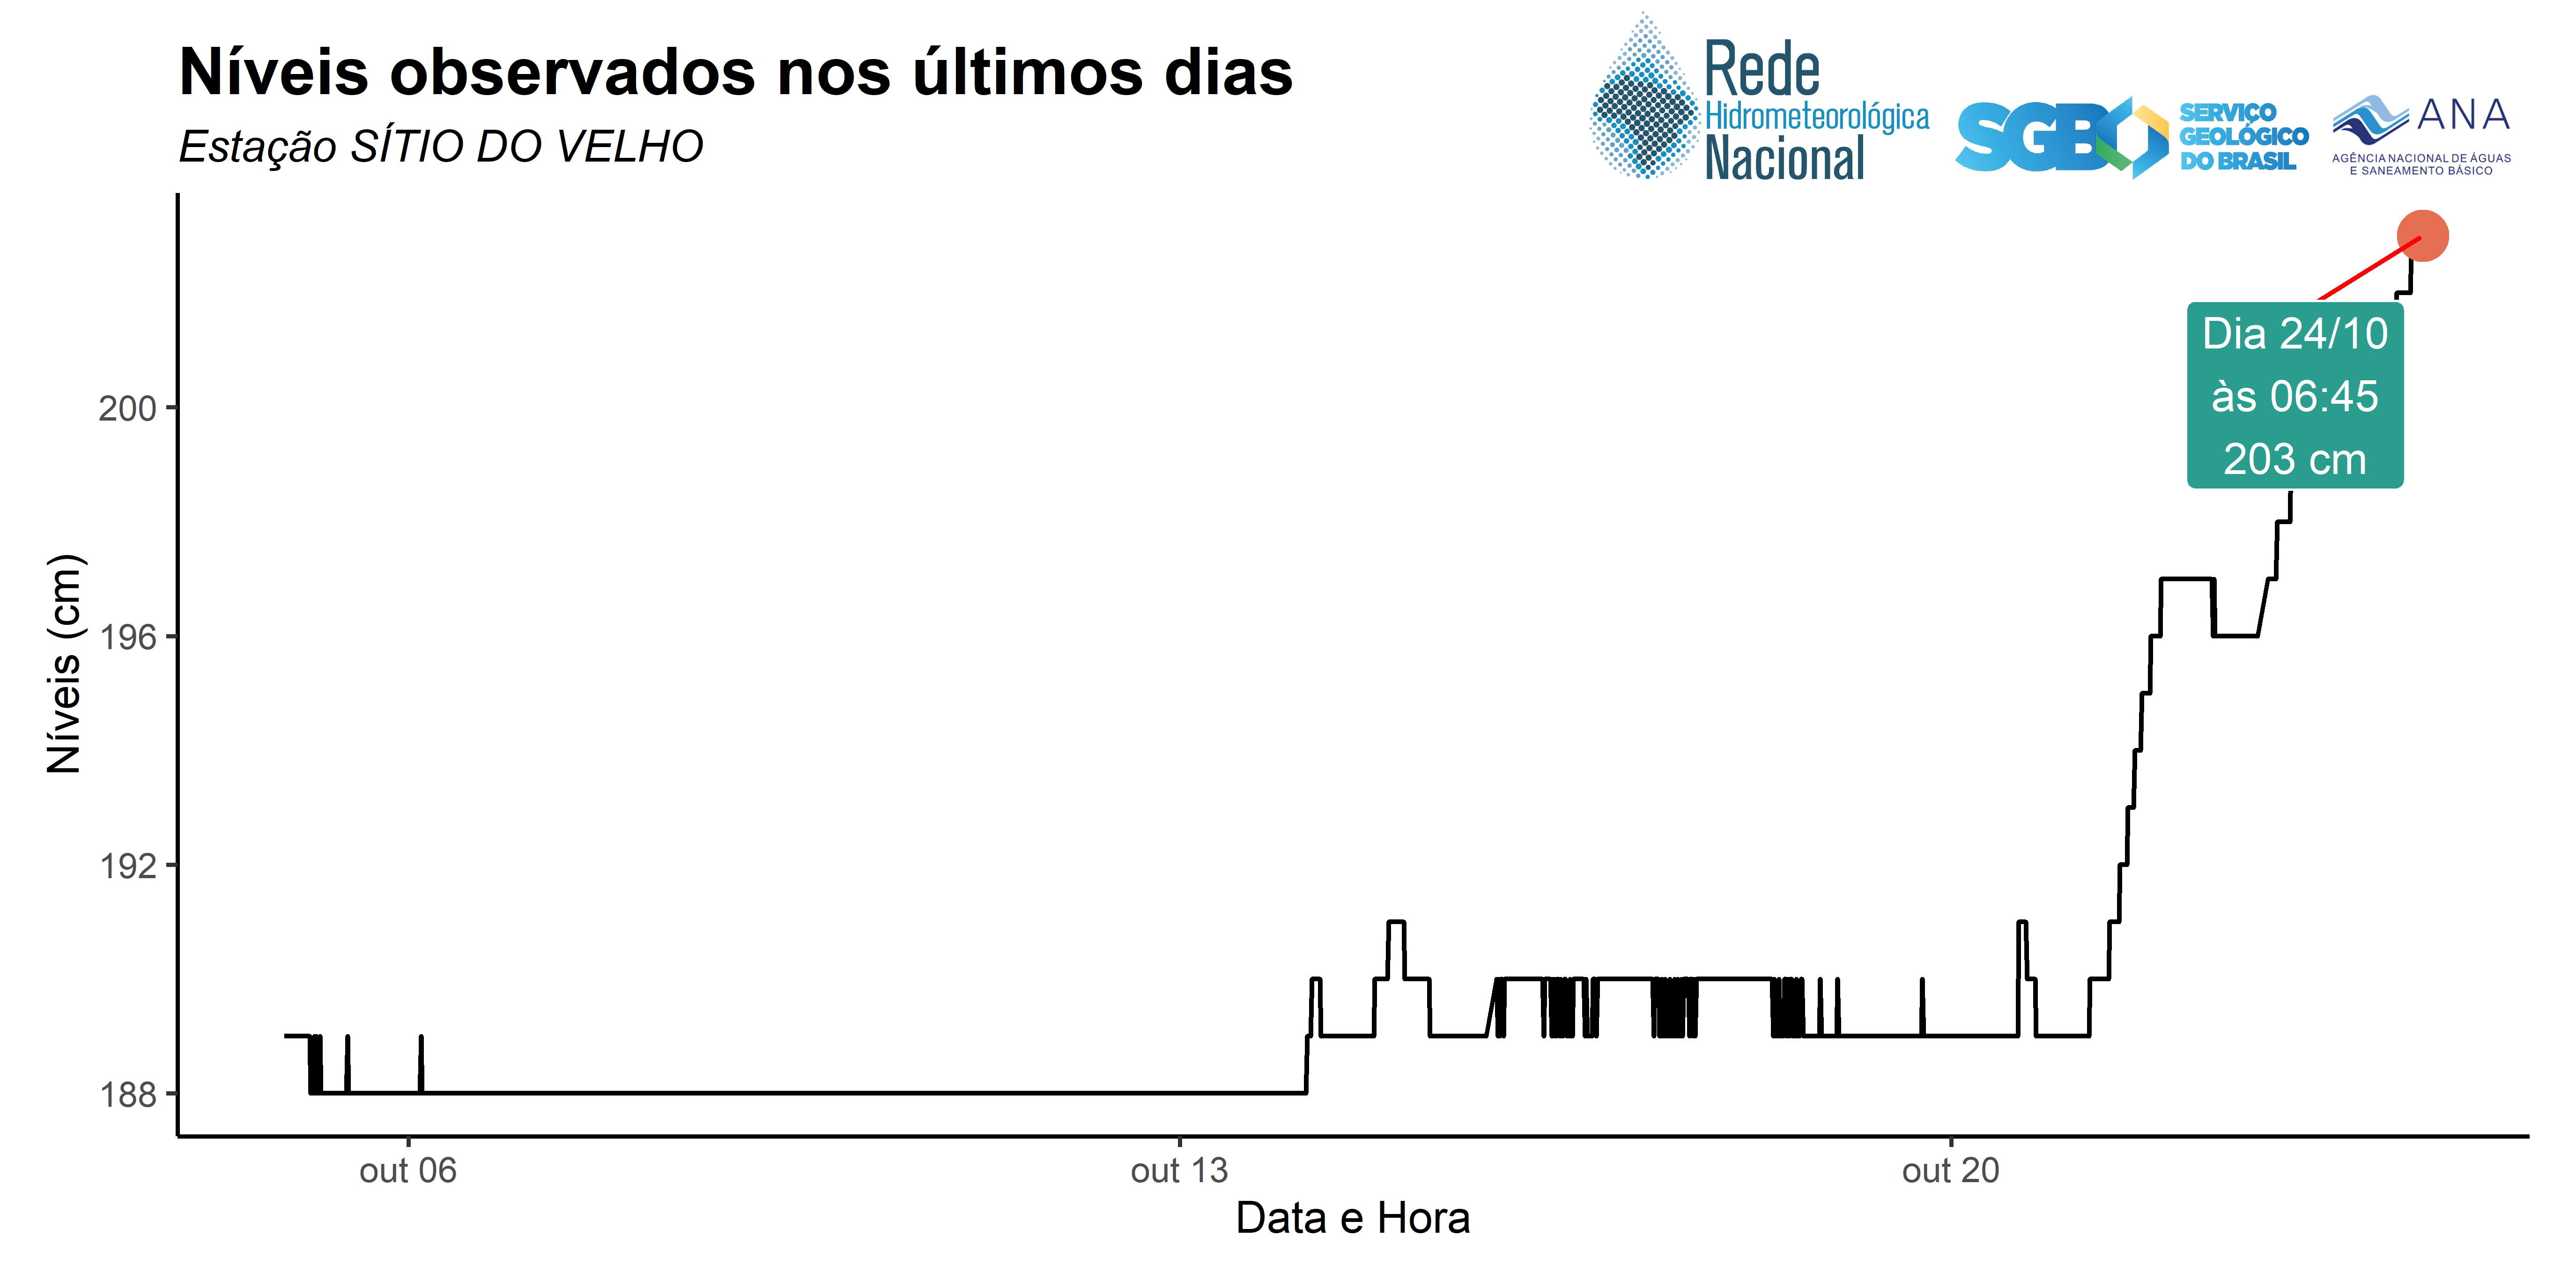 Níveis observados nos últimos dias
Estação SÍTIO DO VELHO
Rede
Hidrometeorológica
Nacional
SGB
SERVIÇO
GEOLÓGICO
DO BRASIL
ANA
AGÊNCIA NACIONAL DE ÁGUAS
E SANEAMENTO BÁSICO
Dia 24/10
às 06:45
203 cm
Níveis (cm)
200
196
192
188
out 06
out 13
out 20
Data e Hora